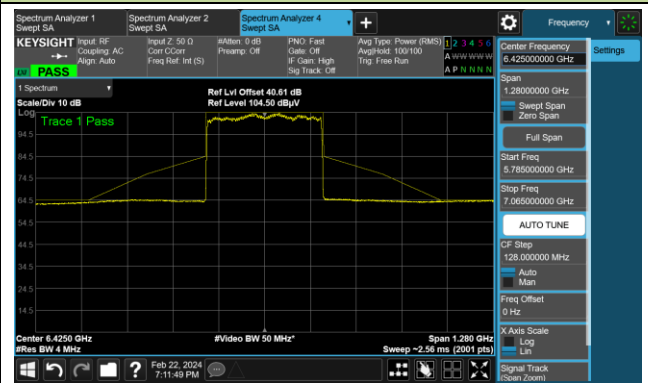 Spectrum Analyzer 1
Swept SA
Spectrum Analyzer 2
Swept SA
Spectrum Analyzer 4
Swept SA
Frequency
KEYSIGHT
Input: RF
Coupling: AC
Align: Auto
Input Z: 50 Ω
Corr CCorr
Freq Ref: Int (S)
#Atten: 0 dB
Preamp: Off
PNO: Fast
Gate: Off
IF Gain: High
Sig Track: Off
Avg Type: Power (RMS)
Avg|Hold: 100/100
Trig: Free Run
1 2 3 4 5 6
A W W W W W
A P N N N N
PASS
1 Spectrum
Scale/Div 10 dB
Ref Lvl Offset 40.61 dB
Ref Level 104.50 dBµV
Log
Trace 1 Pass
94.5
84.5
74.5
64.5
54.5
44.5
34.5
24.5
14.5
Center 6.4250 GHz
#Res BW 4 MHz
#Video BW 50 MHz*
Span 1.280 GHz
Sweep ~2.56 ms (2001 pts)
Feb 22, 2024
7:11:49 PM
Center Frequency
6.425000000 GHz
Settings
Span
1.28000000 GHz
Swept Span
Zero Span
Full Span
Start Freq
5.785000000 GHz
Stop Freq
7.065000000 GHz
AUTO TUNE
CF Step
128.000000 MHz
Auto
Man
Freq Offset
0 Hz
X Axis Scale
Log
Lin
Signal Track
(Span Zoom)